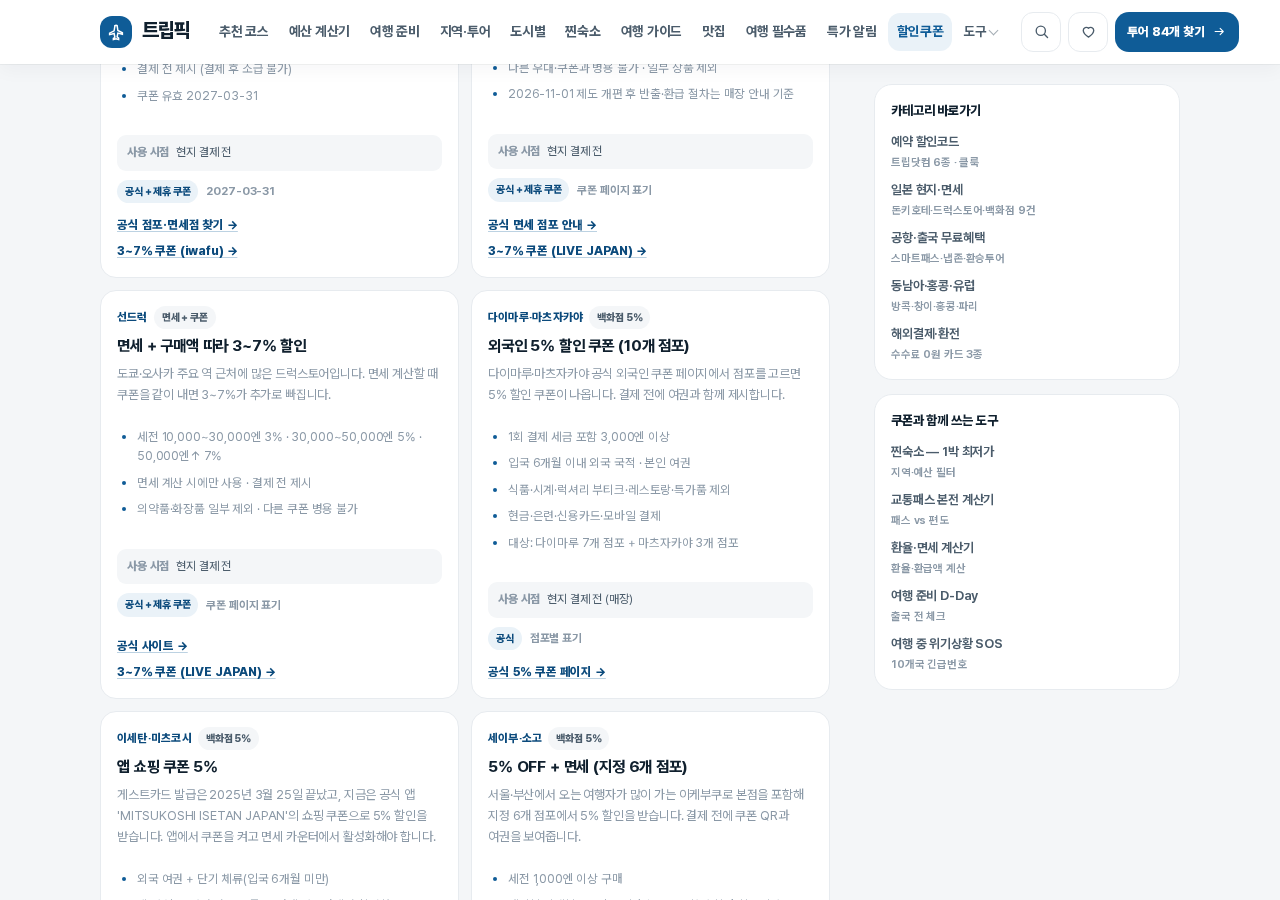 트립픽
추천 코스
예산 계산기
여행 준비
지역·투어
도시별
찐숙소
여행 가이드
맛집
여행 필수품
특가 알림
할인쿠폰
도구
투어 84개 찾기 →
결제 전 제시 (결제 후 소급 불가)
쿠폰 유효 2027-03-31
사용 시점 현지 결제 전
공식 + 제휴 쿠폰 2027-03-31
공식 점포·면세점 찾기 →
3~7% 쿠폰 (iwafu) →
다른 우대·쿠폰과 병용 불가 · 일부 상품 제외
2026-11-01 제도 개편 후 반출·환급 절차는 매장 안내 기준
사용 시점 현지 결제 전
공식 + 제휴 쿠폰 쿠폰 페이지 표기
공식 면세 점포 안내 →
3~7% 쿠폰 (LIVE JAPAN) →
선드럭 면세 + 쿠폰
면세 + 구매액 따라 3~7% 할인
도쿄·오사카 주요 역 근처에 많은 드럭스토어입니다. 면세 계산할 때
쿠폰을 같이 내면 3~7%가 추가로 빠집니다.
세전 10,000~30,000엔 3% · 30,000~50,000엔 5% ·
50,000엔↑ 7%
면세 계산 시에만 사용 · 결제 전 제시
의약품·화장품 일부 제외 · 다른 쿠폰 병용 불가
사용 시점 현지 결제 전
공식 + 제휴 쿠폰 쿠폰 페이지 표기
공식 사이트 →
3~7% 쿠폰 (LIVE JAPAN) →
다이마루·마츠자카야 백화점 5%
외국인 5% 할인 쿠폰 (10개 점포)
다이마루·마츠자카야 공식 외국인 쿠폰 페이지에서 점포를 고르면
5% 할인 쿠폰이 나옵니다. 결제 전에 여권과 함께 제시합니다.
1회 결제 세금 포함 3,000엔 이상
입국 6개월 이내 외국 국적 · 본인 여권
식품·시계·럭셔리 부티크·레스토랑·특가품 제외
현금·은련·신용카드·모바일 결제
대상: 다이마루 7개 점포 + 마츠자카야 3개 점포
사용 시점 현지 결제 전 (매장)
공식 점포별 표기
공식 5% 쿠폰 페이지 →
이세탄·미츠코시 백화점 5%
앱 쇼핑 쿠폰 5%
게스트카드 발급은 2025년 3월 25일 끝났고, 지금은 공식 앱
'MITSUKOSHI ISETAN JAPAN'의 쇼핑 쿠폰으로 5% 할인을
받습니다. 앱에서 쿠폰을 켜고 면세 카운터에서 활성화해야 합니다.
외국 여권 + 단기 체류(입국 6개월 미만)
세이부·소고 백화점 5%
5% OFF + 면세 (지정 6개 점포)
서울·부산에서 오는 여행자가 많이 가는 이케부쿠로 본점을 포함해
지정 6개 점포에서 5% 할인을 받습니다. 결제 전에 쿠폰 QR과
여권을 보여줍니다.
세전 1,000엔 이상 구매
카테고리 바로가기
예약 할인코드
트립닷컴 6종 · 클룩
일본 현지·면세
돈키호테·드럭스토어·백화점 9건
공항·출국 무료혜택
스마트패스·냅존·환승투어
동남아·홍콩·유럽
방콕·창이·홍콩·파리
해외결제·환전
수수료 0원 카드 3종
쿠폰과 함께 쓰는 도구
찐숙소 — 1박 최저가
지역·예산 필터
교통패스 본전 계산기
패스 vs 편도
환율·면세 계산기
환율·환급액 계산
여행 준비 D-Day
출국 전 체크
여행 중 위기상황 SOS
10개국 긴급번호